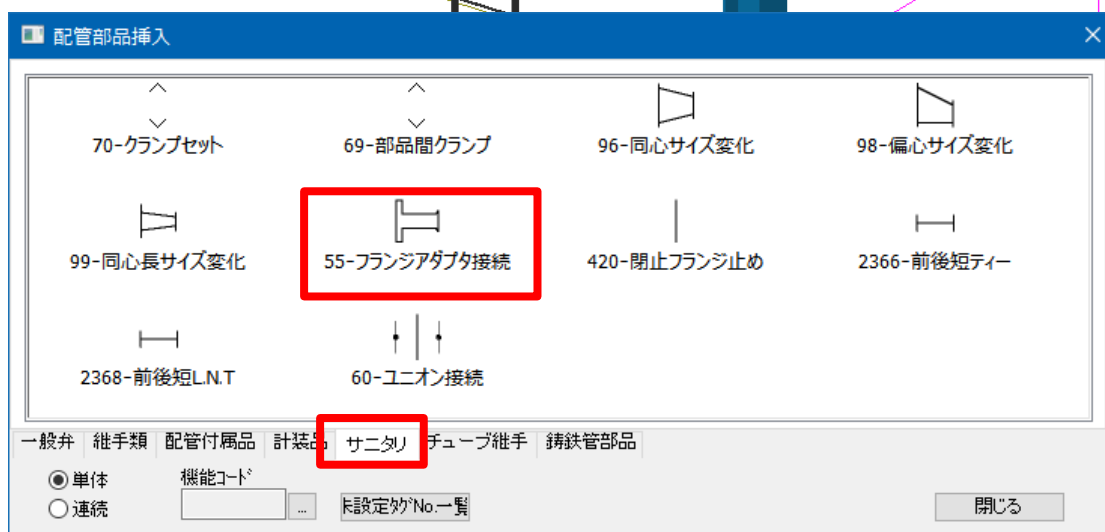 配管部品挿入
70-クランプセット 69-部品間クランプ 96-同心サイズ変化 98-偏心サイズ変化
99-同心長サイズ変化 55-フランジアダプタ接続 420-閉止フランジ止め 2366-前後短ティー
2368-前後短L.N.T 60-ユニオン接続
一般弁 継手類 配管付属品 計装品 サニタリ チューブ継手 鋳鉄管部品
単体 機能コード
連続 ... 設定タグNo.一覧 閉じる